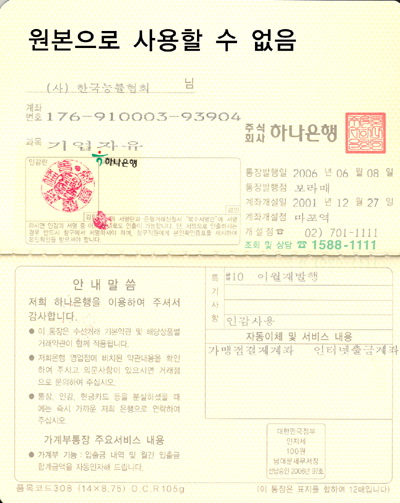 원본으로 사용할 수 없음
(사) 한국능률협회 님
계좌
번호 176-910003-93904
과목 기업자유
주식
회사 하나은행
인감란
하나은행
통장발행일 2006 년 06 월 08 일
통장발행점 보라매
계좌개설일 2001 년 12 월 27 일
계좌개설점 마포역
개설점☎ 02) 701-1111
조회 및 상담 ☎ 1588-1111
안 내 말 씀
저희 하나은행을 이용하여 주셔서
감사합니다.
● 이 통장은 수신거래 기본약관 및 해당상품별
거래약관이 함께 적용됩니다.
● 저희은행 영업점에 비치된 약관내용을 확인
하여 주시고 의문사항이 있으시면 거래점
으로 문의하여 주십시오.
● 통장, 인감, 현금카드 등을 분실하셨을 때
에는 즉시 가까운 저희 은행으로 연락하여
주십시오.
가계부통장 주요서비스 내용
● 가계부 기능 : 입출금 내역 및 월간 입출금
합계금액을 자동인자해 드립니다.
품목코드308 (14×8.75) D.C.R105g
특기사항
#10 이월재발행
인감사용
자동이체 및 서비스 내용
가맹점결제계좌 인터넷출금계좌
대한민국정부
인지세
100원
남대문세무서장
(이 통장은 표지를 합하여 12매입니다)